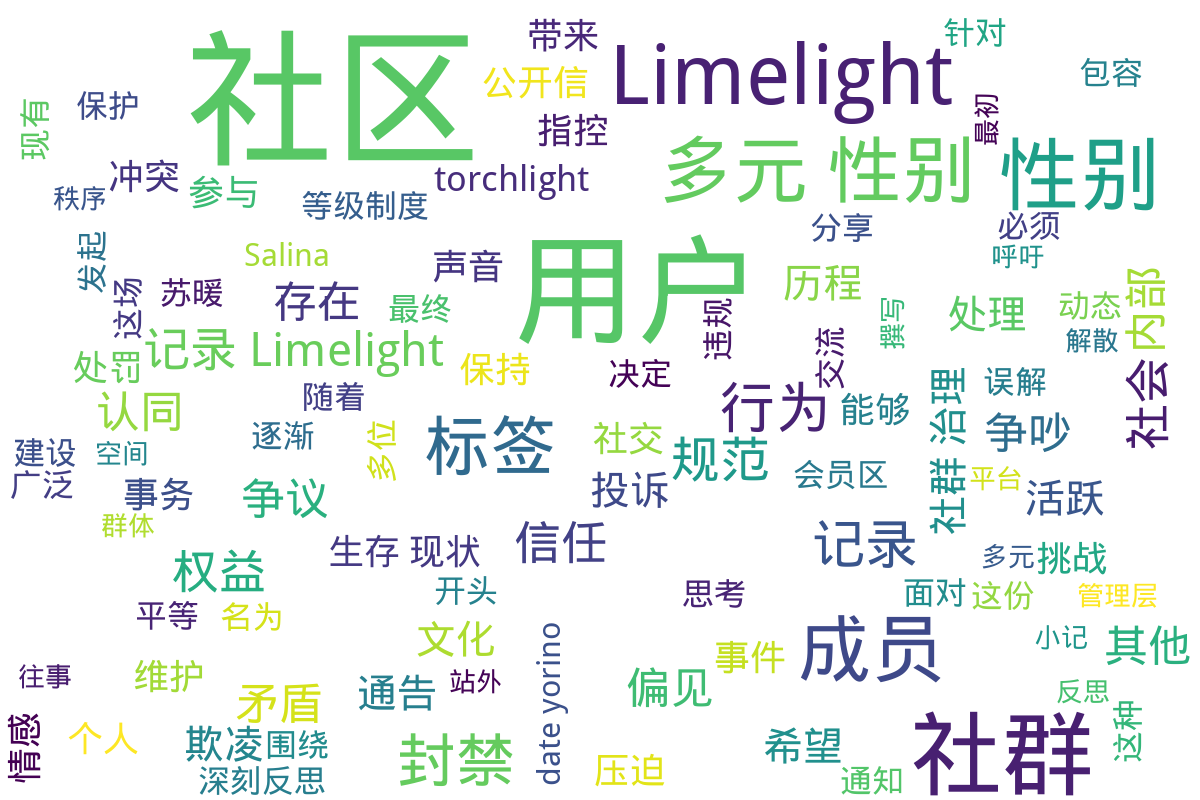 社区
带来
Limelight
针对
公开信
包容
保护
现有
指控
最初
多元 性别
性别
冲突
参与
torchlight
秩序
等级制度
分享
必须
发起
Salina
声音
用户
历程
呼吁
这场
苏暖
存在
最终
违规
撰写
处理
动态
内部
记录 Limelight
交流
解散
处罚
保持
决定
误解
社会
认同
随着
行为
能够
社群 治理
争吵
逐渐
多位
标签
社交
规范
建设
空间
会员区
平台
广泛
事务
争议
投诉
活跃
群体
生存 现状
信任
记录
多元
挑战
权益
开头
思考
面对
这份
管理层
平等
名为
文化
date yorino
事件
成员
小记
其他
往事
维护
通告
站外
偏见
反思
矛盾
情感
个人
欺凌
围绕
封禁
希望
社群
这种
深刻反思
压迫
通知